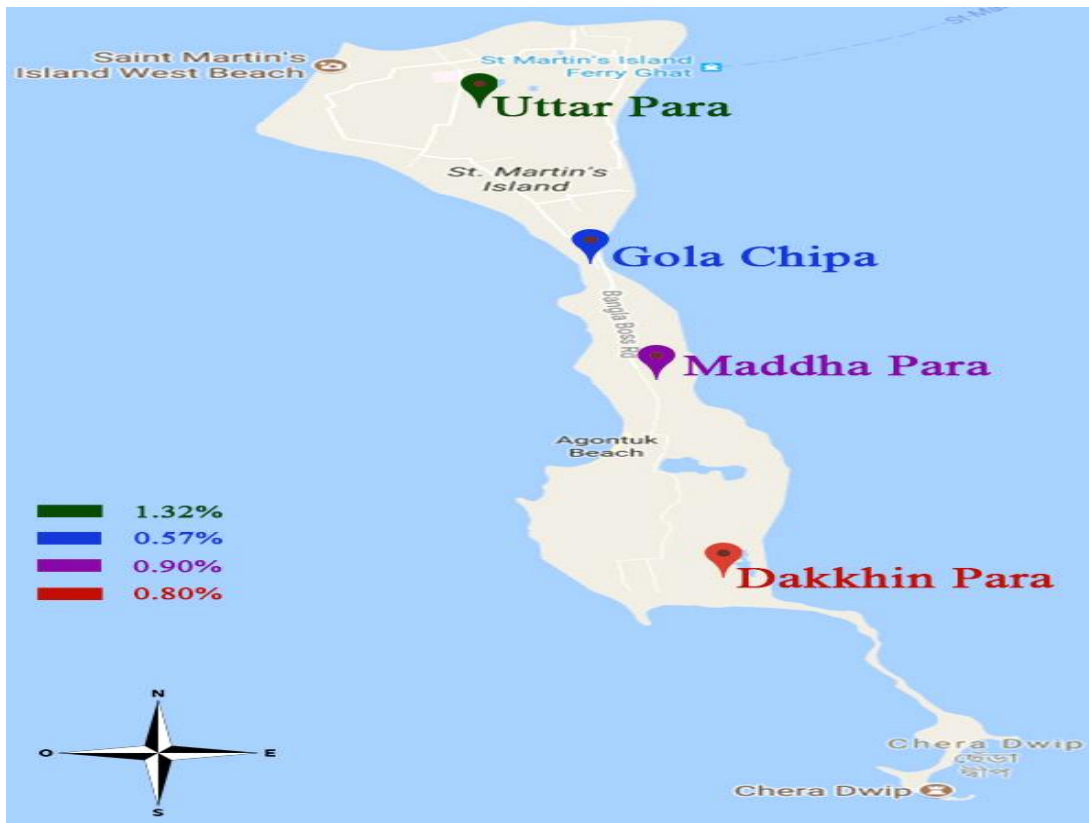 Saint Martin's
Island West Beach
St Martin's Island
Ferry Ghat
Uttar Para
St. Martin's
Island
Gola Chipa
Bangla Boss Rd
Maddha Para
Agontuk
Beach
1.32%
0.57%
0.90%
0.80%
Dakkhin Para
N
O
E
S
Chera Dwip
ছেঁড়া
দ্বীপ
Chera Dwip